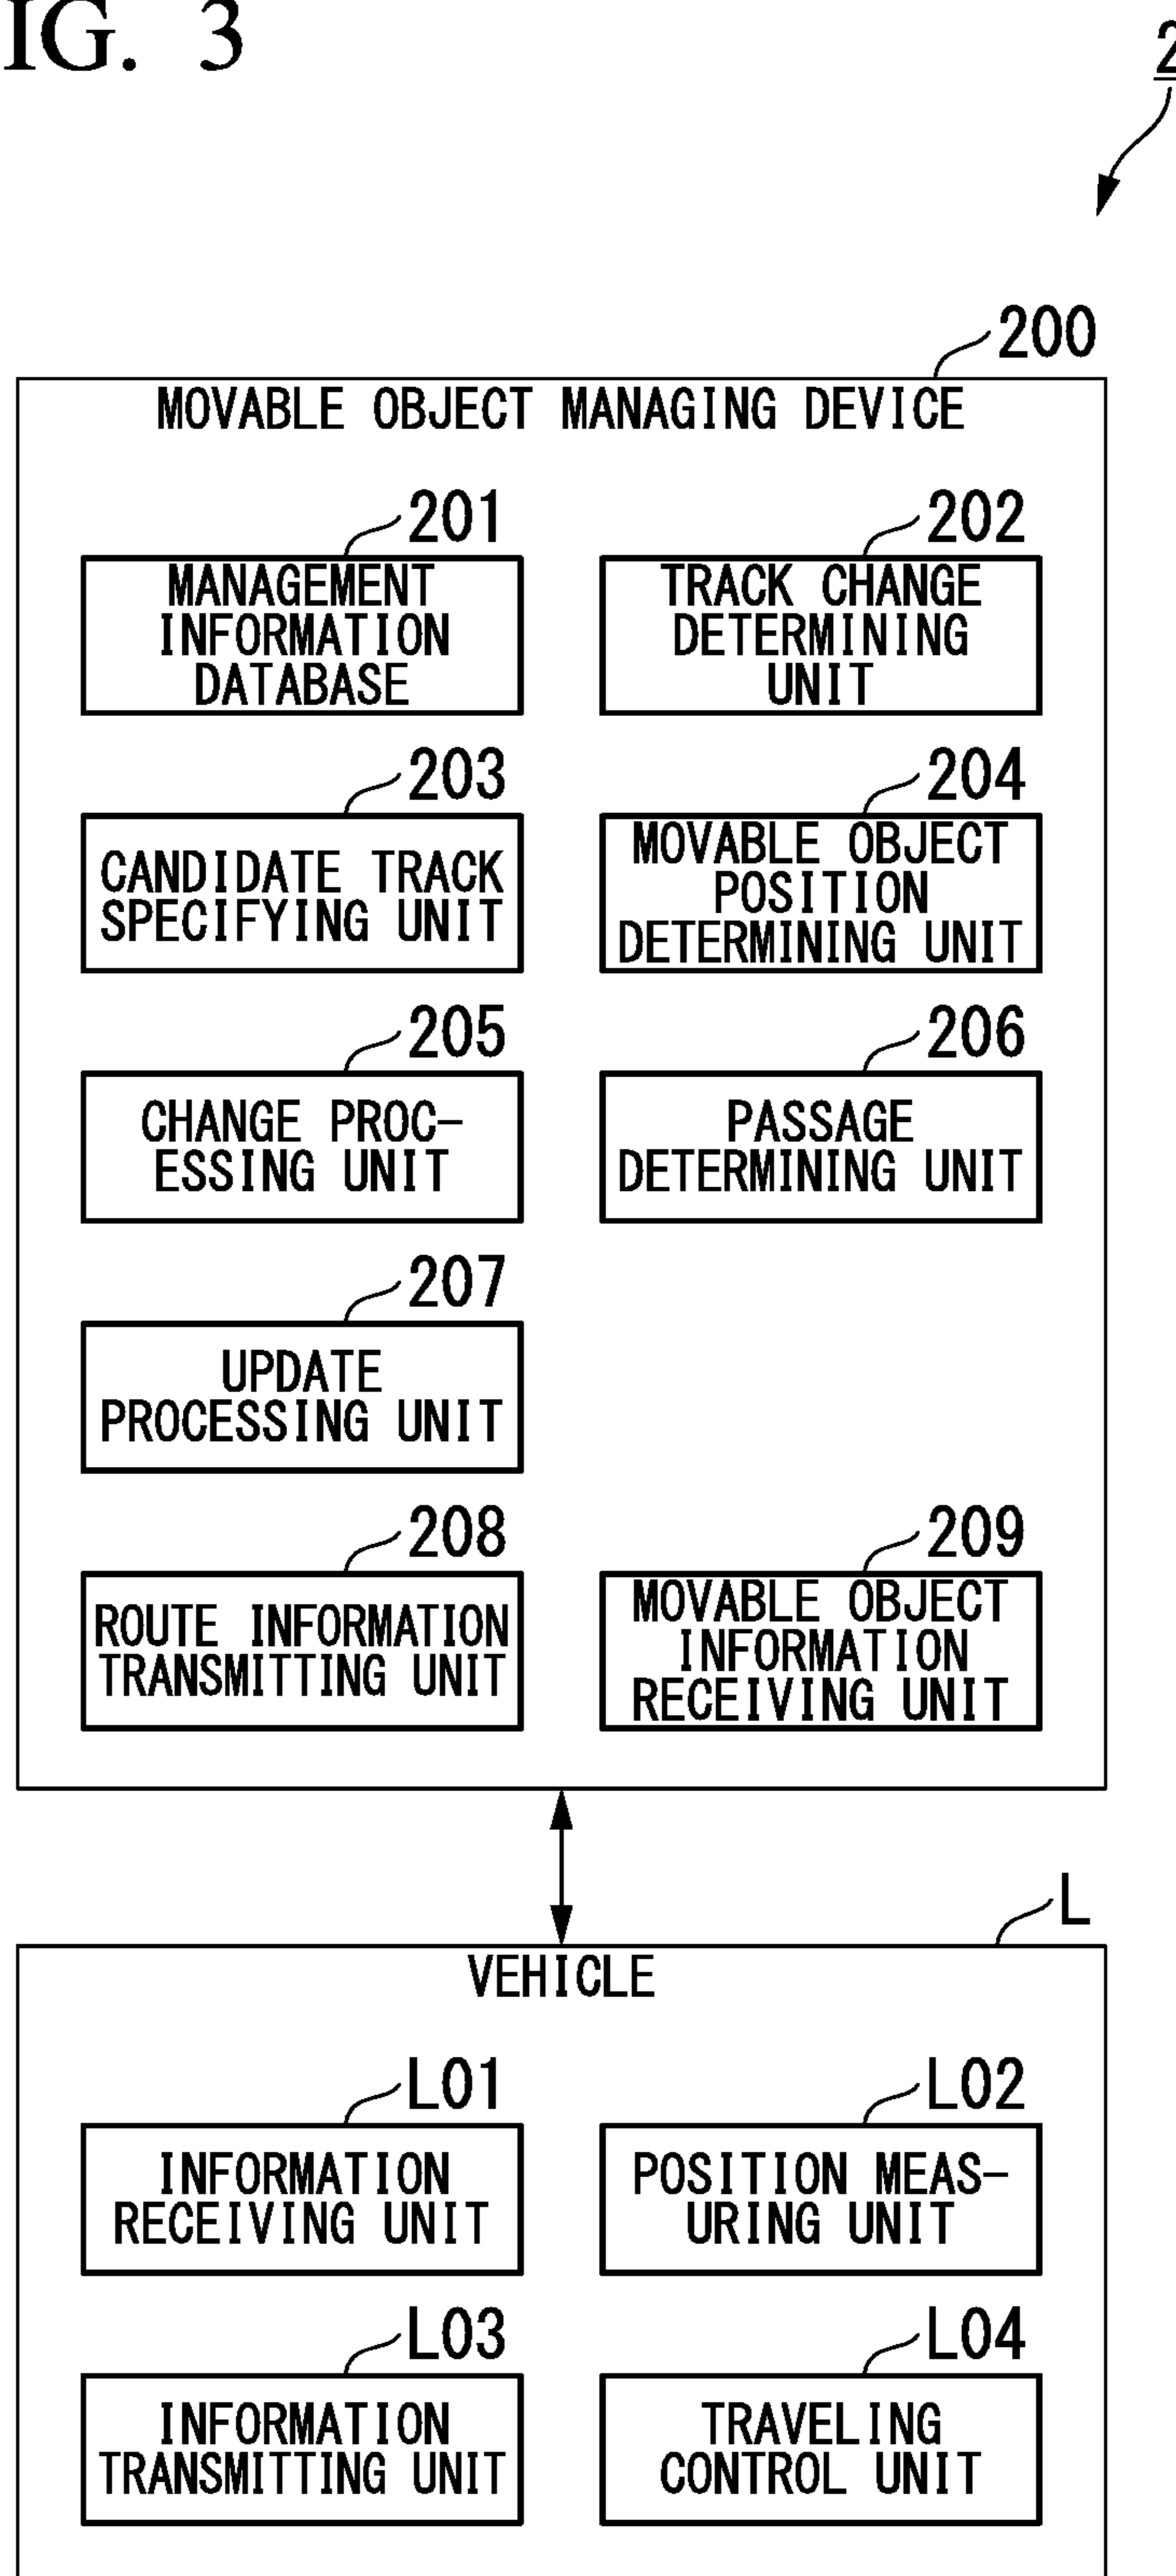 IG. 3
2
200
MOVABLE OBJECT MANAGING DEVICE
201
202
MANAGEMENT
INFORMATION
DATABASE
TRACK CHANGE
DETERMINING
UNIT
203
204
CANDIDATE TRACK
SPECIFYING UNIT
MOVABLE OBJECT
POSITION
DETERMINING UNIT
205
206
CHANGE PROC-
ESSING UNIT
PASSAGE
DETERMINING UNIT
207
UPDATE
PROCESSING UNIT
208
209
ROUTE INFORMATION
TRANSMITTING UNIT
MOVABLE OBJECT
INFORMATION
RECEIVING UNIT
L
VEHICLE
L01
L02
INFORMATION
RECEIVING UNIT
POSITION MEAS-
URING UNIT
L03
L04
INFORMATION
TRANSMITTING UNIT
TRAVELING
CONTROL UNIT